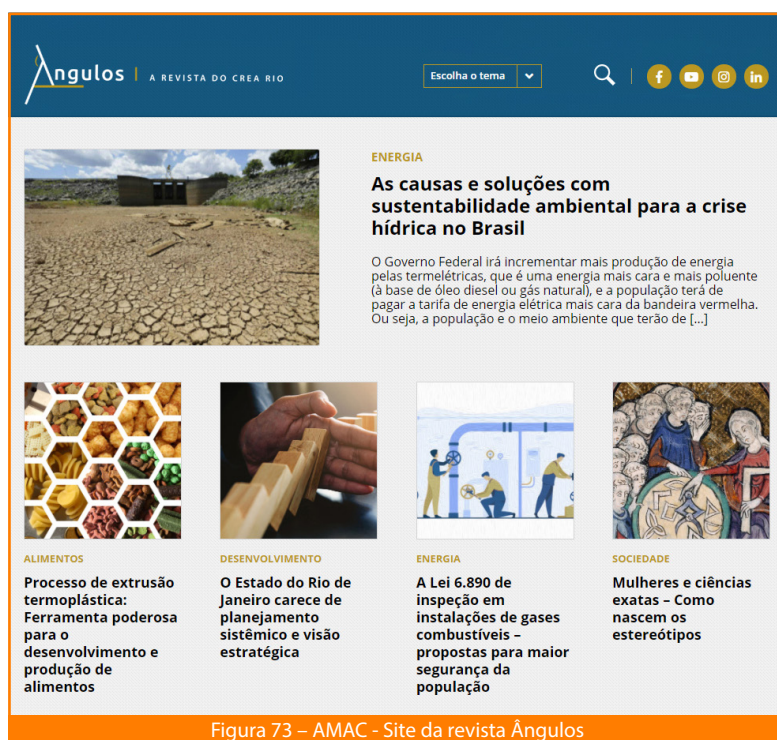 Ângulos | A REVISTA DO CREA RIO
Escolha o tema
ENERGIA
As causas e soluções com
sustentabilidade ambiental para a crise
hídrica no Brasil
O Governo Federal irá incrementar mais produção de energia
pelas termelétricas, que é uma energia mais cara e mais poluente
(à base de óleo diesel ou gás natural), e a população terá de
pagar a tarifa de energia elétrica mais cara da bandeira vermelha.
Ou seja, a população e o meio ambiente que terão de [...]
ALIMENTOS
Processo de extrusão
termoplástica:
Ferramenta poderosa
para o
desenvolvimento e
produção de
alimentos
DESENVOLVIMENTO
O Estado do Rio de
Janeiro carece de
planejamento
sistêmico e visão
estratégica
ENERGIA
A Lei 6.890 de
inspeção em
instalações de gases
combustíveis –
propostas para maior
segurança da
população
SOCIEDADE
Mulheres e ciências
exatas – Como
nascem os
estereótipos
Figura 73 – AMAC - Site da revista Ângulos